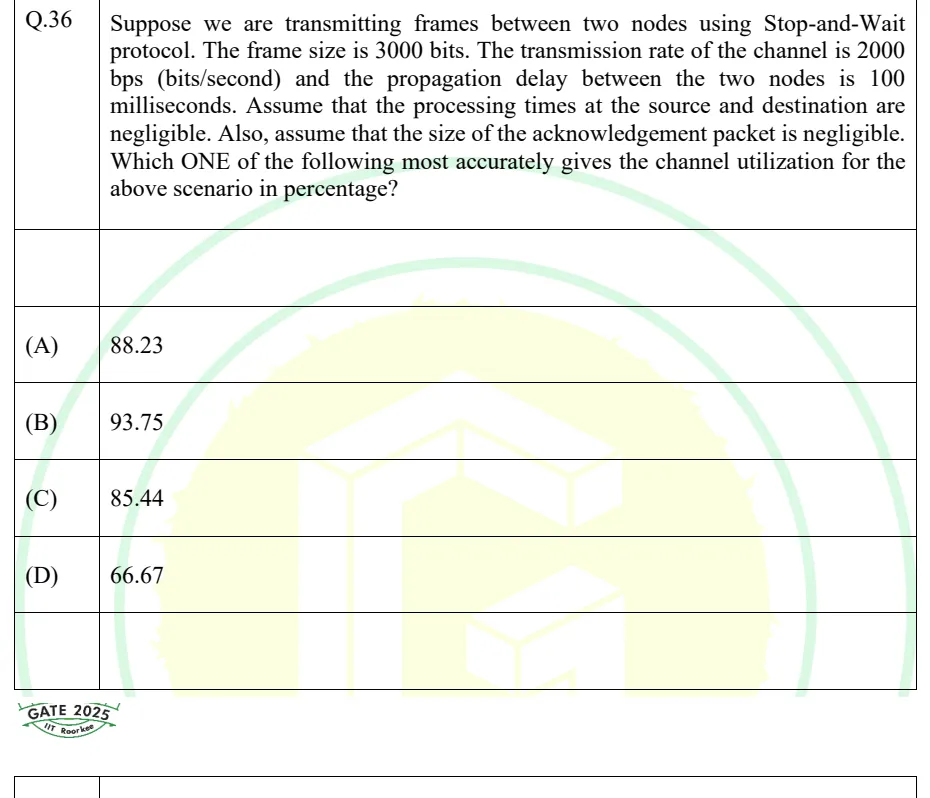 Q.36
Suppose we are transmitting frames between two nodes using Stop-and-Wait
protocol. The frame size is 3000 bits. The transmission rate of the channel is 2000
bps (bits/second) and the propagation delay between the two nodes is 100
milliseconds. Assume that the processing times at the source and destination are
negligible. Also, assume that the size of the acknowledgement packet is negligible.
Which ONE of the following most accurately gives the channel utilization for the
above scenario in percentage?
(A) 88.23
(B) 93.75
(C) 85.44
(D) 66.67
GATE 2025
IIT Roorkee